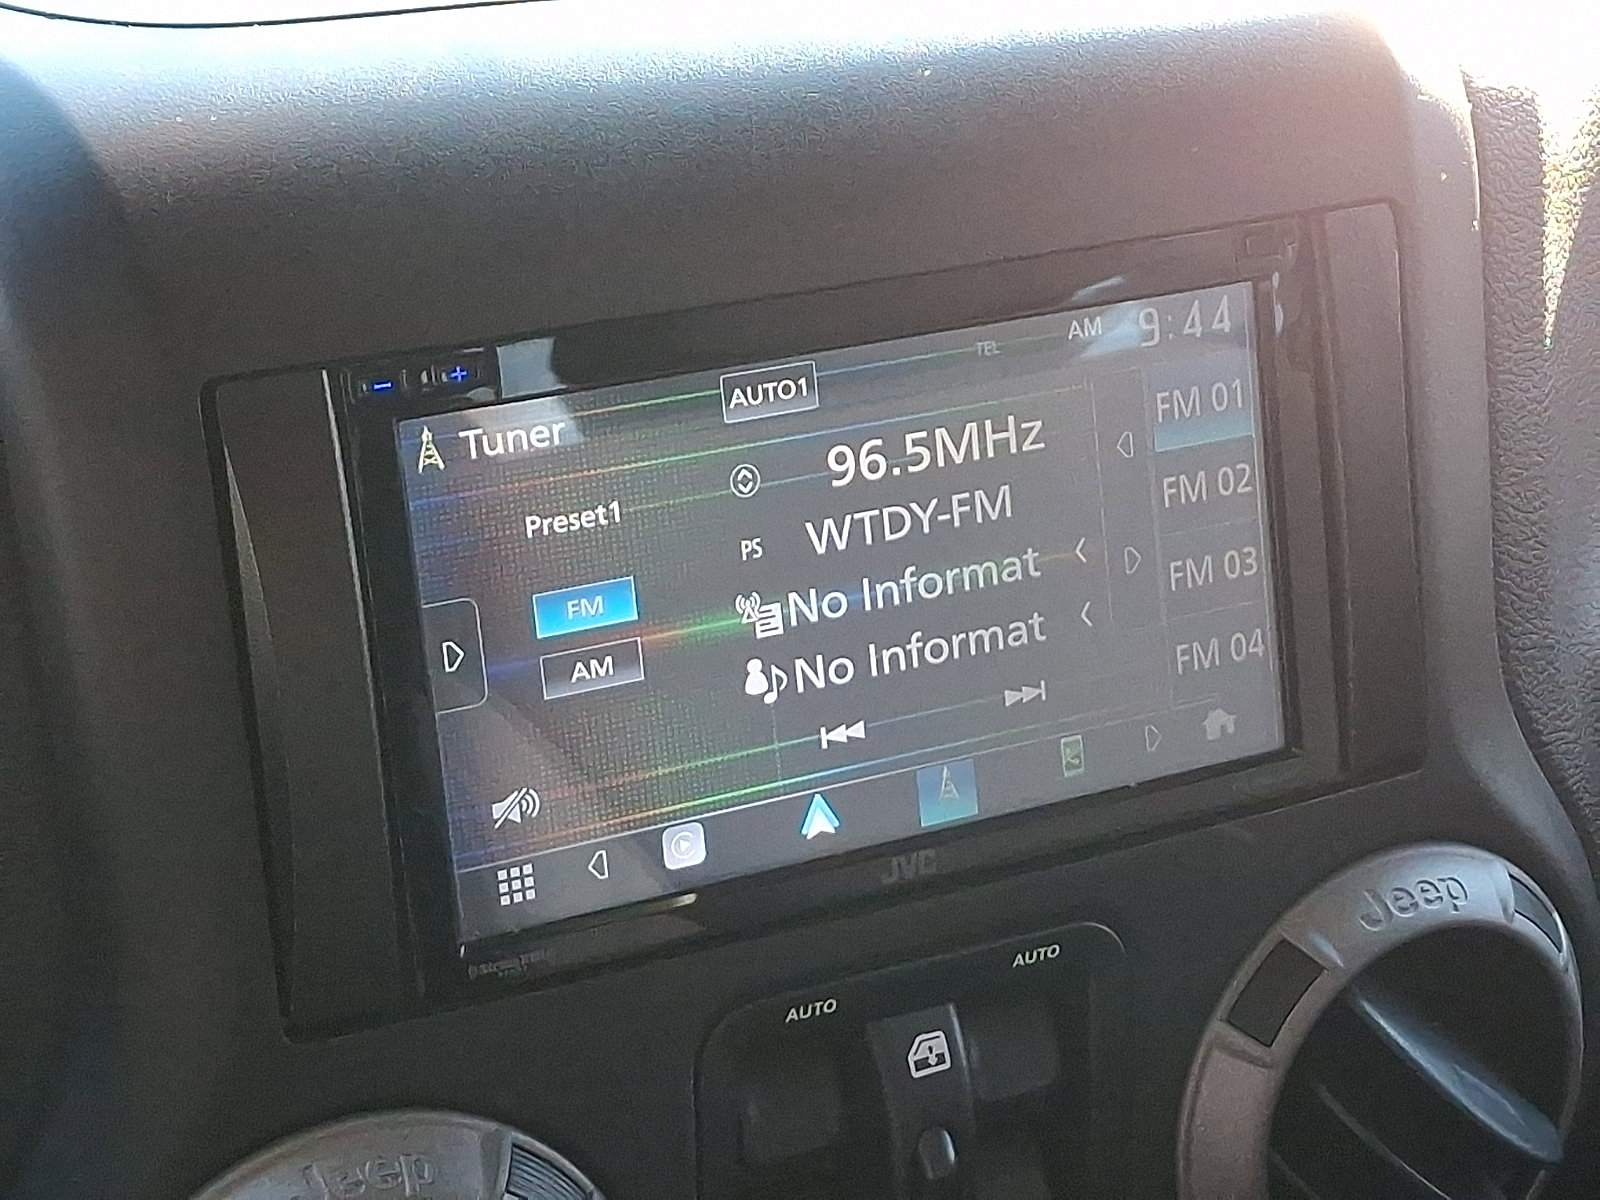 AM 9:44
TEL
AUTO1
Tuner
96.5MHz
FM 01
Preset1
PS WTDY-FM
FM 02
FM
No Informat
FM 03
AM
No Informat
FM 04
JVC
Jeep
AUTO
AUTO
Jeep